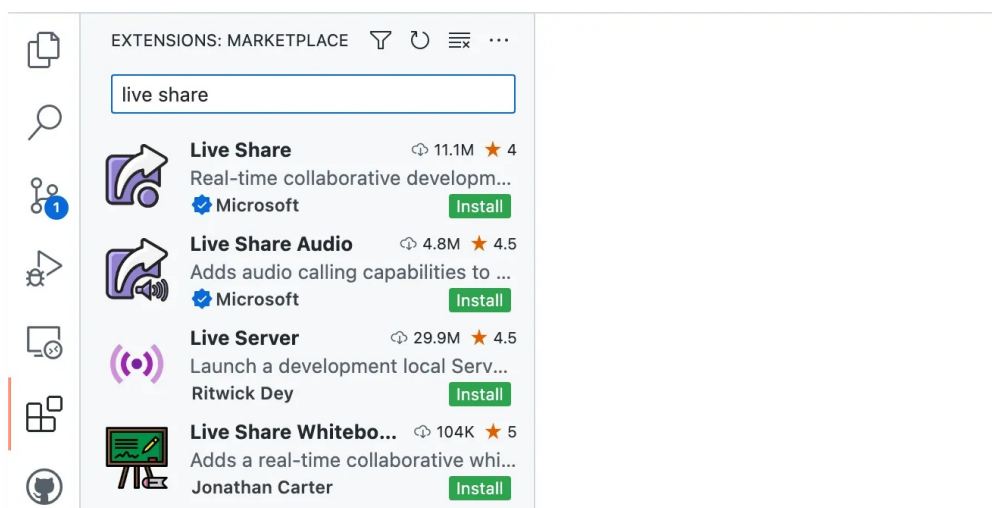 EXTENSIONS: MARKETPLACE
live share
Live Share 11.1M 4
Real-time collaborative developm...
Microsoft Install
1
Live Share Audio 4.8M 4.5
Adds audio calling capabilities to ...
Microsoft Install
Live Server 29.9M 4.5
Launch a development local Serv...
Ritwick Dey Install
Live Share Whitebo... 104K 5
Adds a real-time collaborative whi...
Jonathan Carter Install